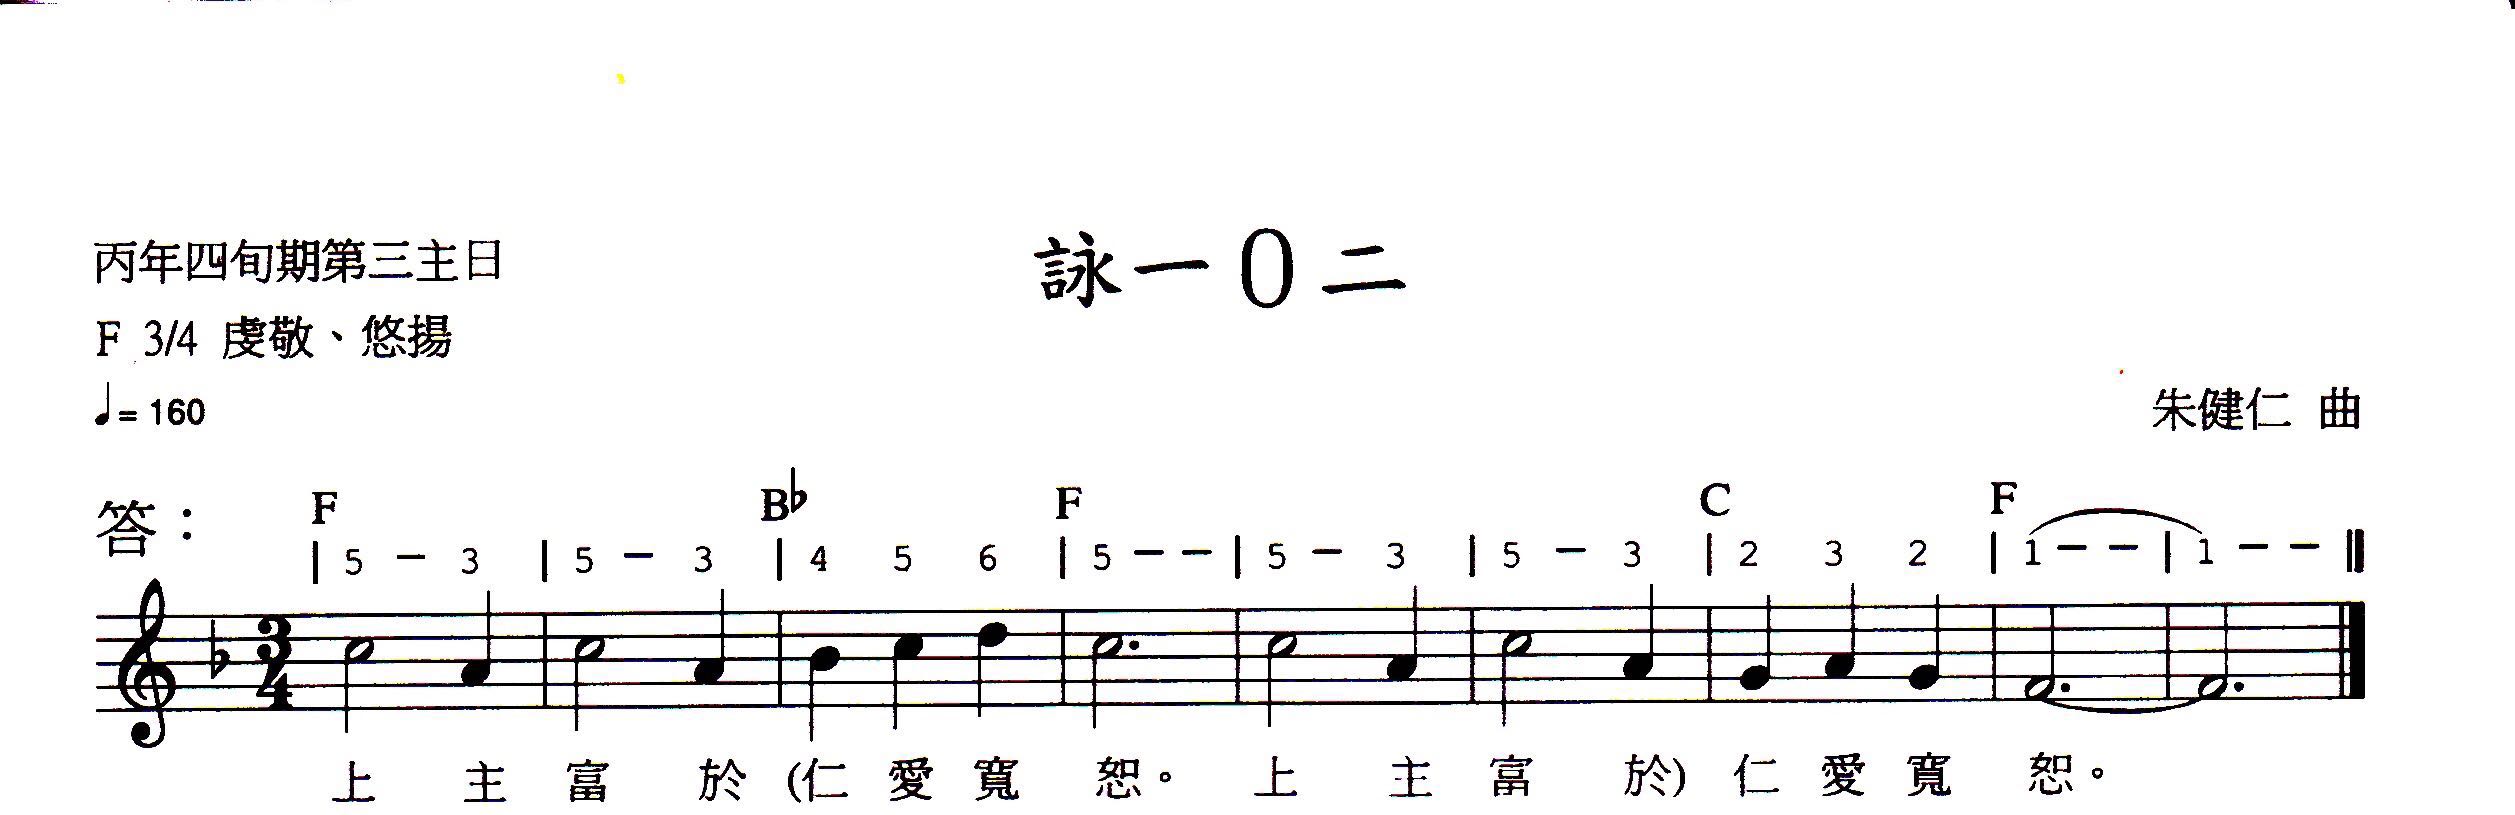 丙年四旬期第三主日
詠一0二
F 3/4 虔敬、悠揚
♩= 160
朱健仁 曲
答：
F B♭ F C F
| 5 – 3 | 5 – 3 | 4 5 6 | 5 – – | 5 – 3 | 5 – 3 | 2 3 2 | 1 – – | 1 – – ‖
3/4
上 主 富 於 (仁 愛 寬 恕。 上 主 富 於) 仁 愛 寬 恕。